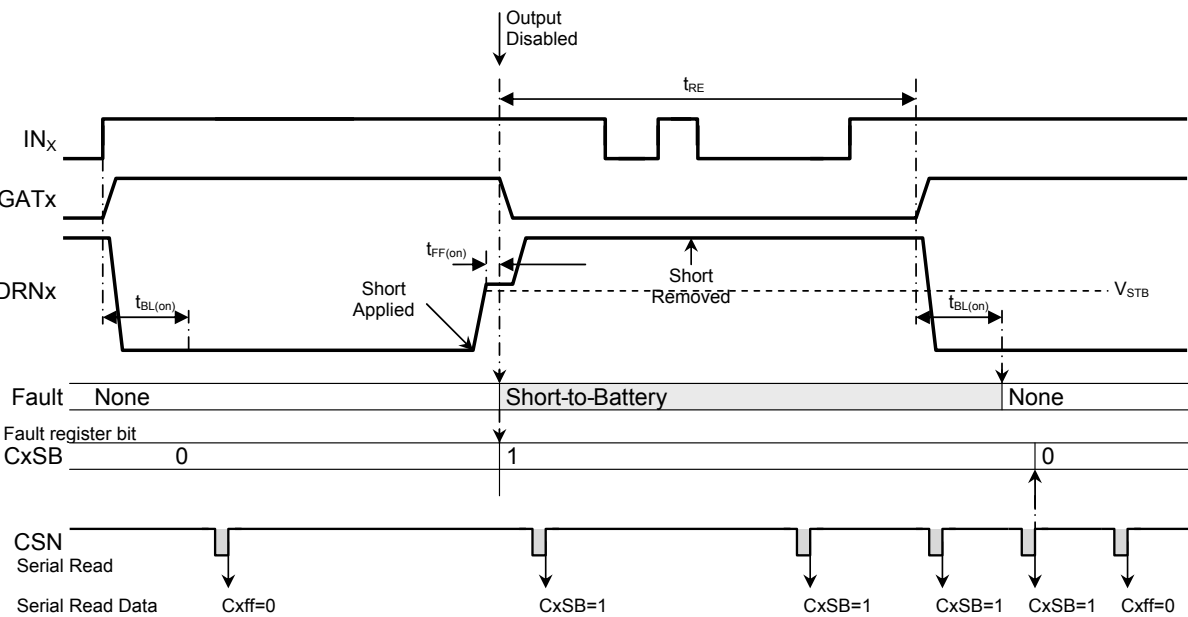 Output
Disabled
tRE
INX
GATx
tFF(on)
DRNx
Short
Applied
Short
Removed
VSTB
tBL(on)
tBL(on)
Fault None Short-to-Battery None
Fault register bit
CxSB 0 1 0
CSN
Serial Read
Serial Read Data Cxff=0 CxSB=1 CxSB=1 CxSB=1 CxSB=1 Cxff=0